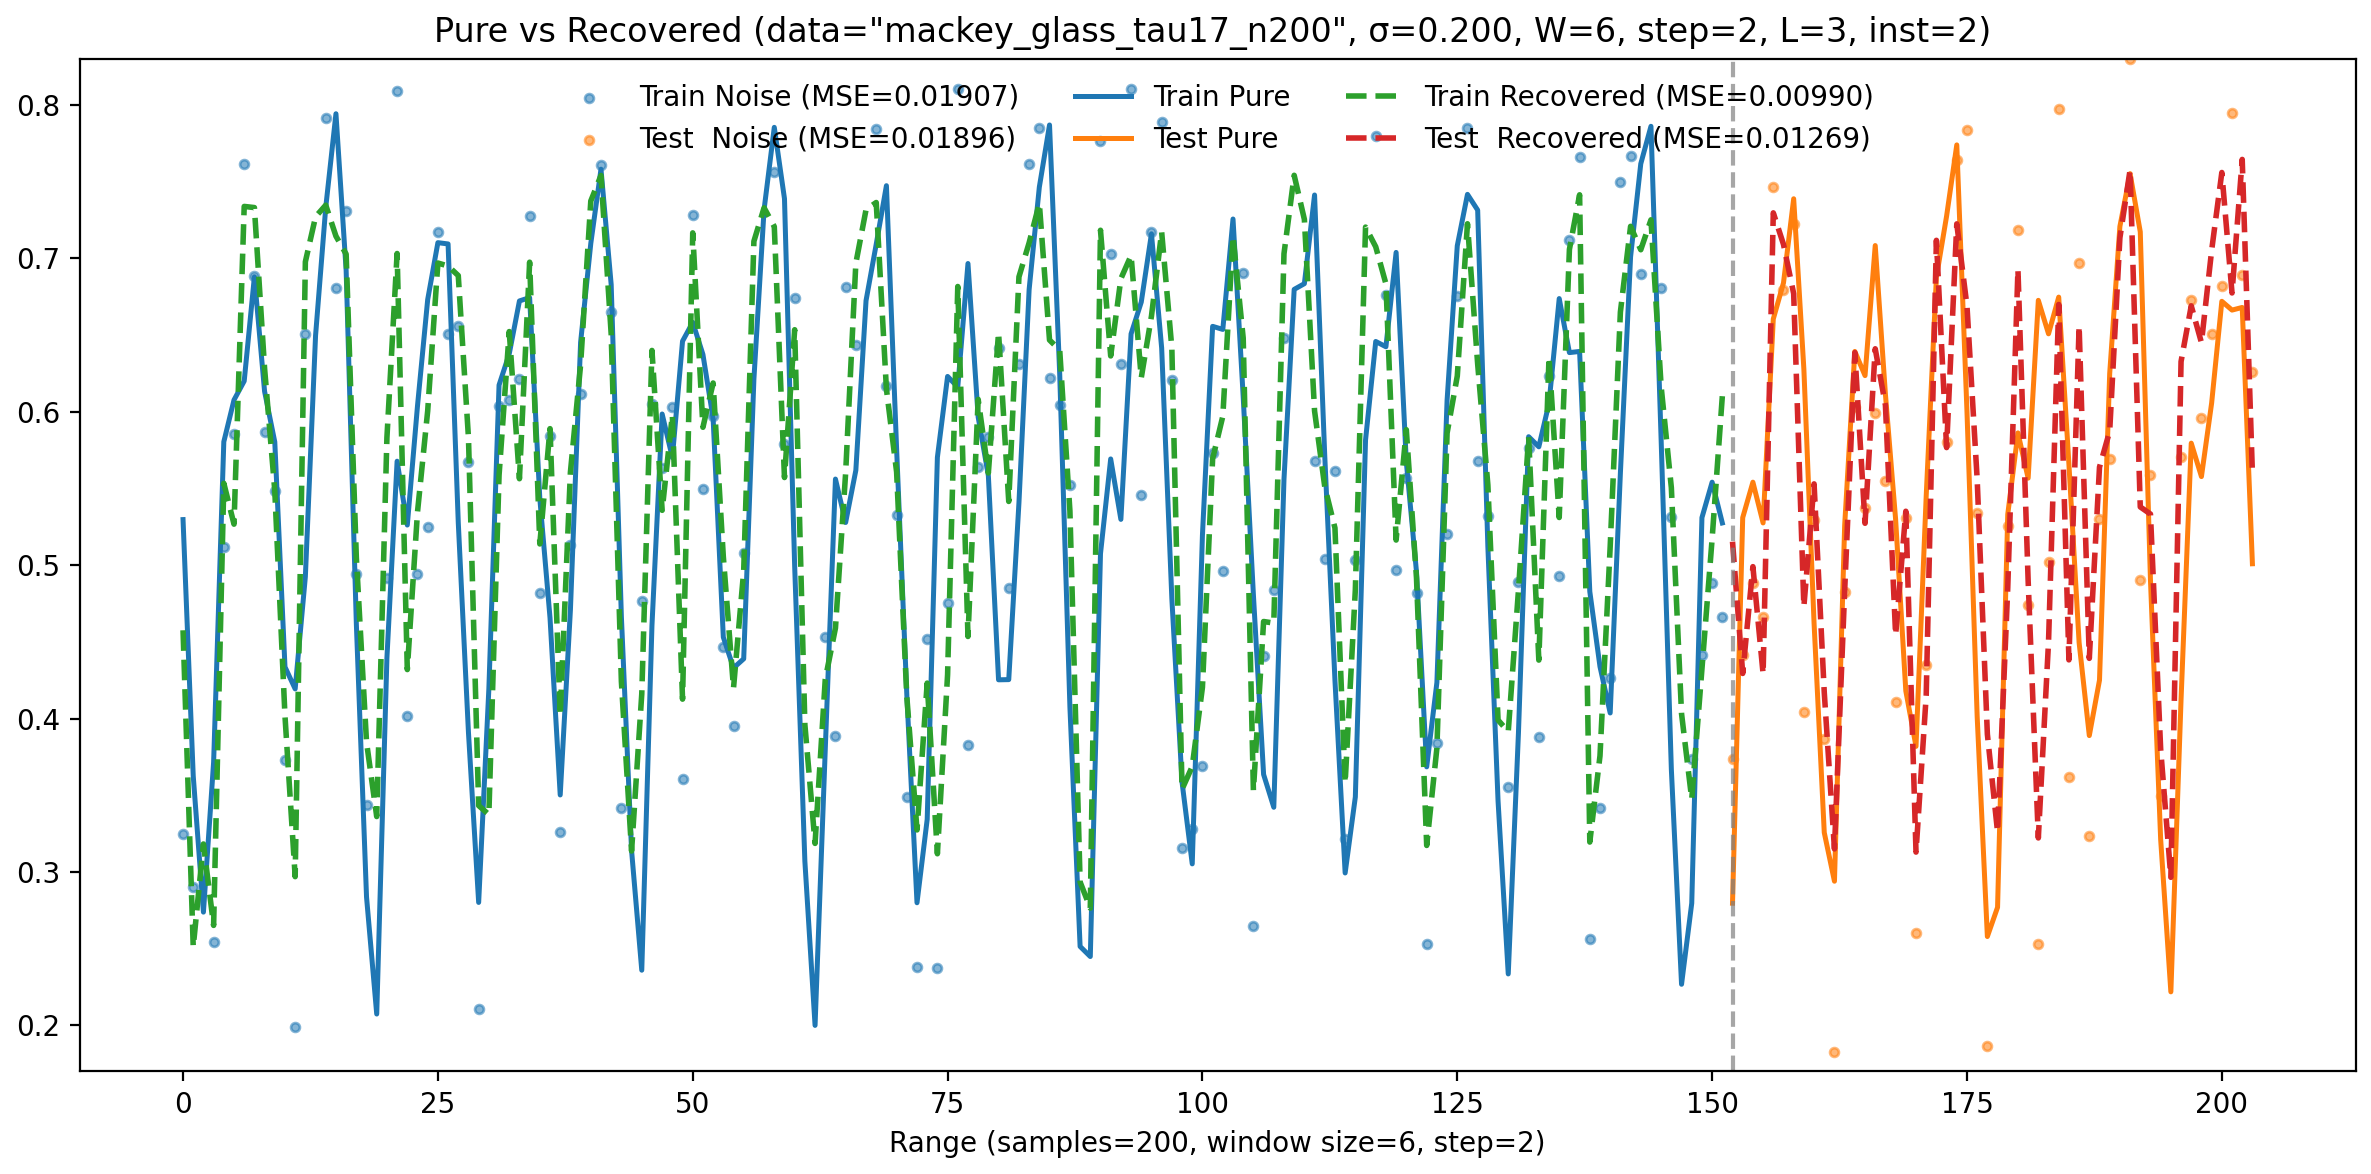 Pure vs Recovered (data="mackey_glass_tau17_n200", σ=0.200, W=6, step=2, L=3, inst=2)
Train Noise (MSE=0.01907)
Test  Noise (MSE=0.01896)
Train Pure
Test Pure
Train Recovered (MSE=0.00990)
Test  Recovered (MSE=0.01269)
0.8
0.7
0.6
0.5
0.4
0.3
0.2
0 25 50 75 100 125 150 175 200
Range (samples=200, window size=6, step=2)